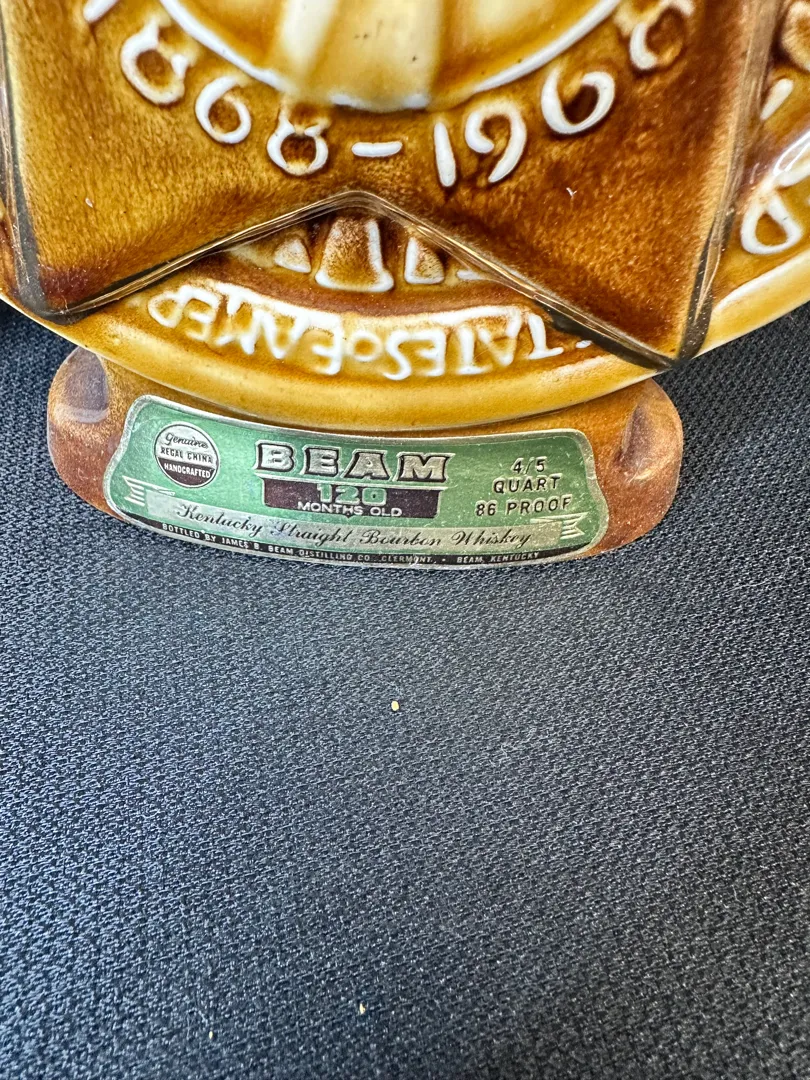 1868-1968
TATES oF AMER
Genuine
REGAL CHINA
HANDCRAFTED
BEAM
120
MONTHS OLD
4/5
QUART
86 PROOF
Kentucky Straight Bourbon Whiskey
BOTTLED BY JAMES B. BEAM DISTILLING CO. CLERMONT, • BEAM, KENTUCKY